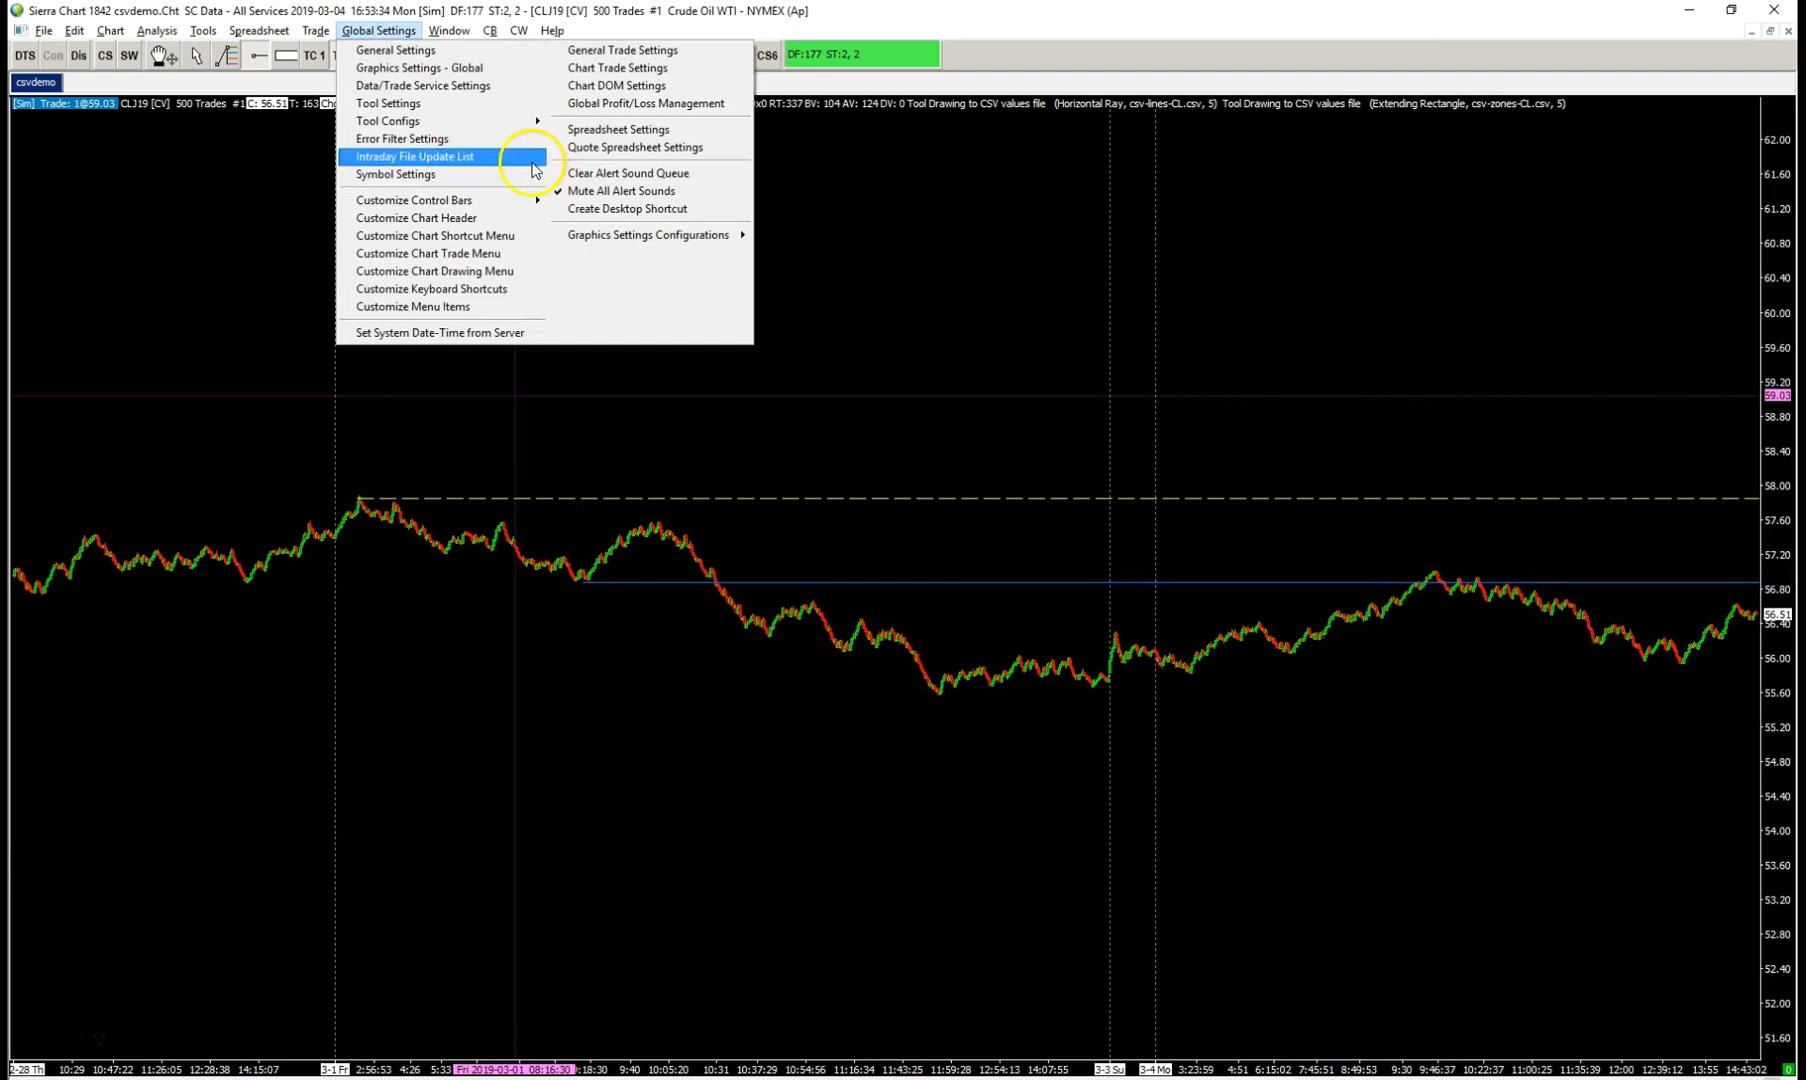 Sierra Chart 1842 csvdemo.Cht  SC Data - All Services 2019-03-04  16:53:34 Mon [Sim]  DF:177  ST:2, 2 - [CLJ19 [CV]  500 Trades  #1  Crude Oil WTI - NYMEX (Ap]
File Edit Chart Analysis Tools Spreadsheet Trade Global Settings Window CB CW Help
DTS Con Dis CS SW TC 1 CS6 DF:177  ST:2, 2
csvdemo
[Sim]  Trade: 1@59.03 CLJ19 [CV]  500 Trades  #1 C: 56.51 T: 163 x0 RT:337 BV: 104 AV: 124 DV: 0 Tool Drawing to CSV values file  (Horizontal Ray, csv-lines-CL.csv, 5)  Tool Drawing to CSV values file  (Extending Rectangle, csv-zones-CL.csv, 5)
General Settings
Graphics Settings - Global
Data/Trade Service Settings
Tool Settings
Tool Configs
Error Filter Settings
Intraday File Update List
Symbol Settings
Customize Control Bars
Customize Chart Header
Customize Chart Shortcut Menu
Customize Chart Trade Menu
Customize Chart Drawing Menu
Customize Keyboard Shortcuts
Customize Menu Items
Set System Date-Time from Server
General Trade Settings
Chart Trade Settings
Chart DOM Settings
Global Profit/Loss Management
Spreadsheet Settings
Quote Spreadsheet Settings
Clear Alert Sound Queue
Mute All Alert Sounds
Create Desktop Shortcut
Graphics Settings Configurations
62.00
61.60
61.20
60.80
60.40
60.00
59.60
59.20
59.03
58.80
58.40
58.00
57.60
57.20
56.80
56.51
56.40
56.00
55.60
55.20
54.80
54.40
54.00
53.60
53.20
52.80
52.40
52.00
51.60
2-28 Th 10:29 10:47:22 11:26:05 12:28:38 14:15:07 3-1 Fr 2:56:53 4:26 5:33 Fri 2019-03-01 08:16:30 :18:30 9:40 10:05:20 10:31 10:37:29 10:54:56 11:16:34 11:43:25 11:59:28 12:54:13 14:07:55 3-3 Su 3-4 Mo 3:23:59 4:51 6:15:02 7:45:51 8:49:53 9:30 9:46:37 10:22:37 11:00:25 11:35:39 12:00 12:39:12 13:55 14:43:02 0